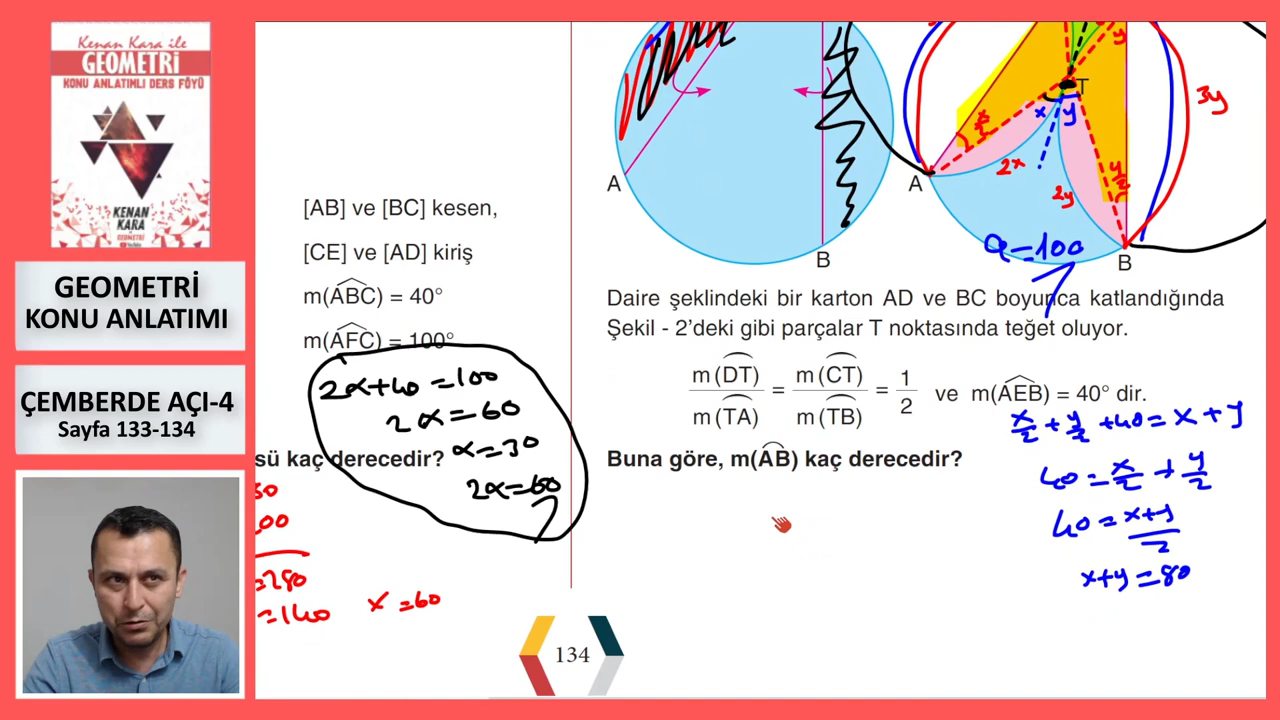 Kenan Kara ile
GEOMETRİ
KONU ANLATIMLI DERS FÖYÜ
KENAN
KARA
GEOMETRİ
KONU ANLATIMI
ÇEMBERDE AÇI-4
Sayfa 133-134
[AB] ve [BC] kesen,
[CE] ve [AD] kiriş
m(ABC) = 40°
m(AFC) = 100°
2α+40=100
2α=60
α=30
2α=60
sü kaç derecedir?
=280
=140
x=60
A
B
A
B
T
x
y
y
2x
2y
3y
x/2
y/2
a=100
Daire şeklindeki bir karton AD ve BC boyunca katlandığında
Şekil - 2'deki gibi parçalar T noktasında teğet oluyor.
m(DT)/m(TA) = m(CT)/m(TB) = 1/2 ve m(AEB) = 40° dir.
Buna göre, m(AB) kaç derecedir?
x/2+y/2+40=x+y
40=x/2+y/2
40=x+y/2
x+y=80
134